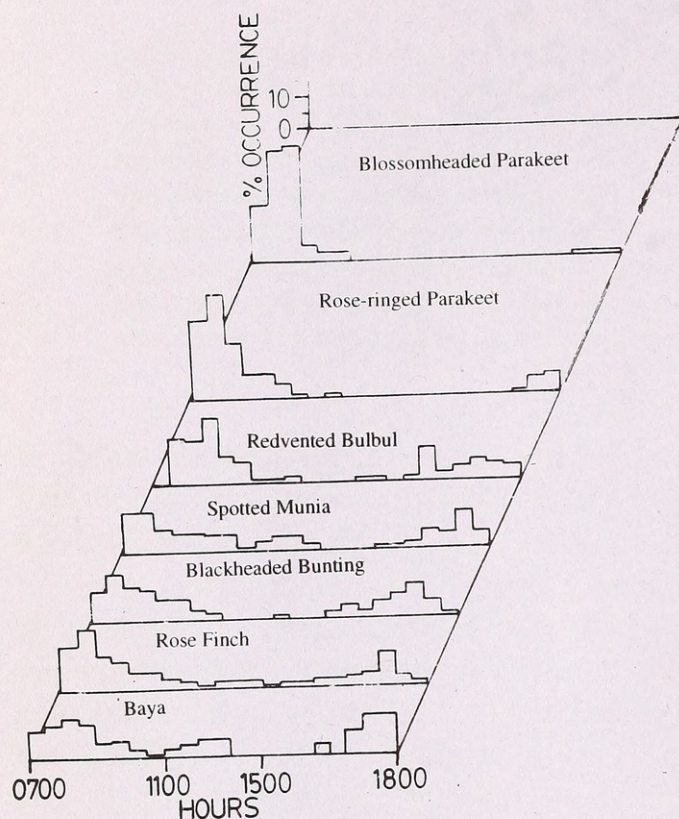 % OCCURRENCE
10
0
Blossomheaded Parakeet
Rose-ringed Parakeet
Redvented Bulbul
Spotted Munia
Blackheaded Bunting
Rose Finch
Baya
0700 1100 1500 1800
HOURS